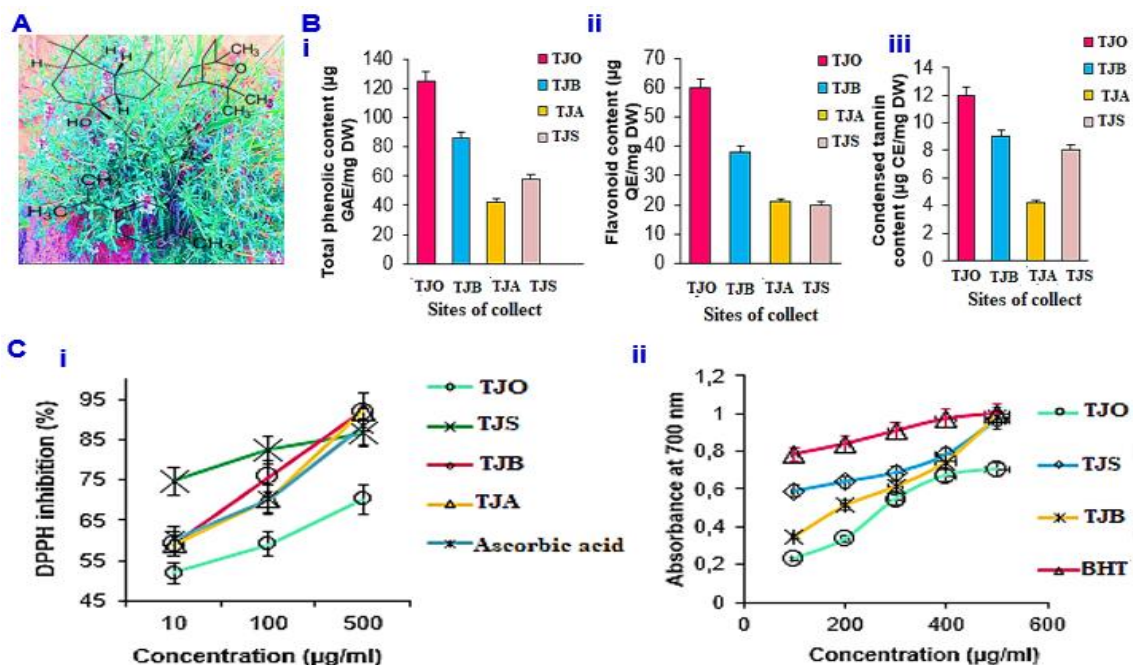 A
H
H
CH₃
H
O
H
CH₃
HO
CH₃
CH
H₃C
CH₃
B
i
Total phenolic content (µg
GAE/mg DW)
140
120
100
80
60
40
20
0
TJO
TJB
TJA
TJS
TJO TJB TJA TJS
Sites of collect
ii
Flavonoid content (µg
QE/mg DW)
70
60
50
40
30
20
10
0
TJO
TJB
TJA
TJS
TJO TJB TJA TJS
Sites of collect
iii
Condensed tannin
content (µg CE/mg DW)
14
12
10
8
6
4
2
0
TJO
TJB
TJA
TJS
TJO TJB TJA TJS
Sites of collect
C
i
DPPH inhibition (%)
95
85
75
65
55
45
10 100 500
Concentration (µg/ml)
TJO
TJS
TJB
TJA
Ascorbic acid
ii
Absorbance at 700 nm
1,2
1
0,8
0,6
0,4
0,2
0
0 200 400 600
Concentration (µg/ml)
TJO
TJS
TJB
BHT